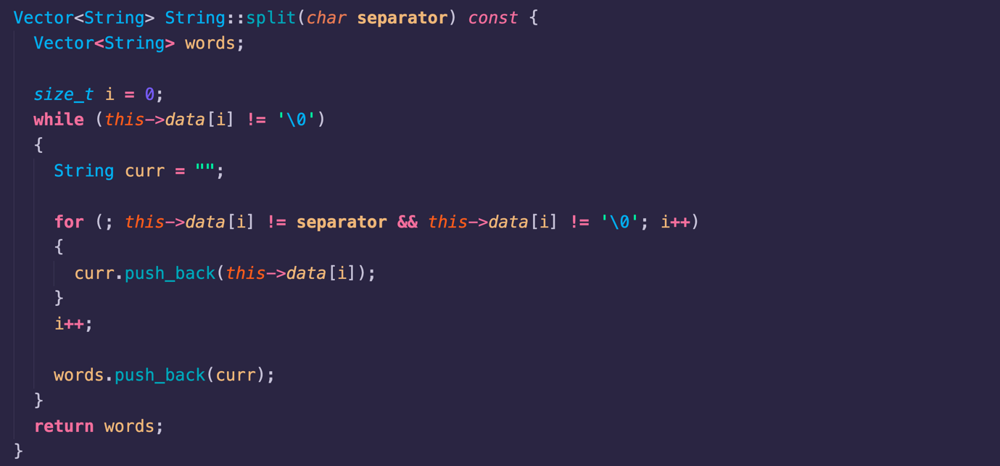 Vector<String> String::split(char separator) const {
  Vector<String> words;

  size_t i = 0;
  while (this->data[i] != '\0')
  {
    String curr = "";

    for (; this->data[i] != separator && this->data[i] != '\0'; i++)
    {
      curr.push_back(this->data[i]);
    }
    i++;

    words.push_back(curr);
  }
  return words;
}